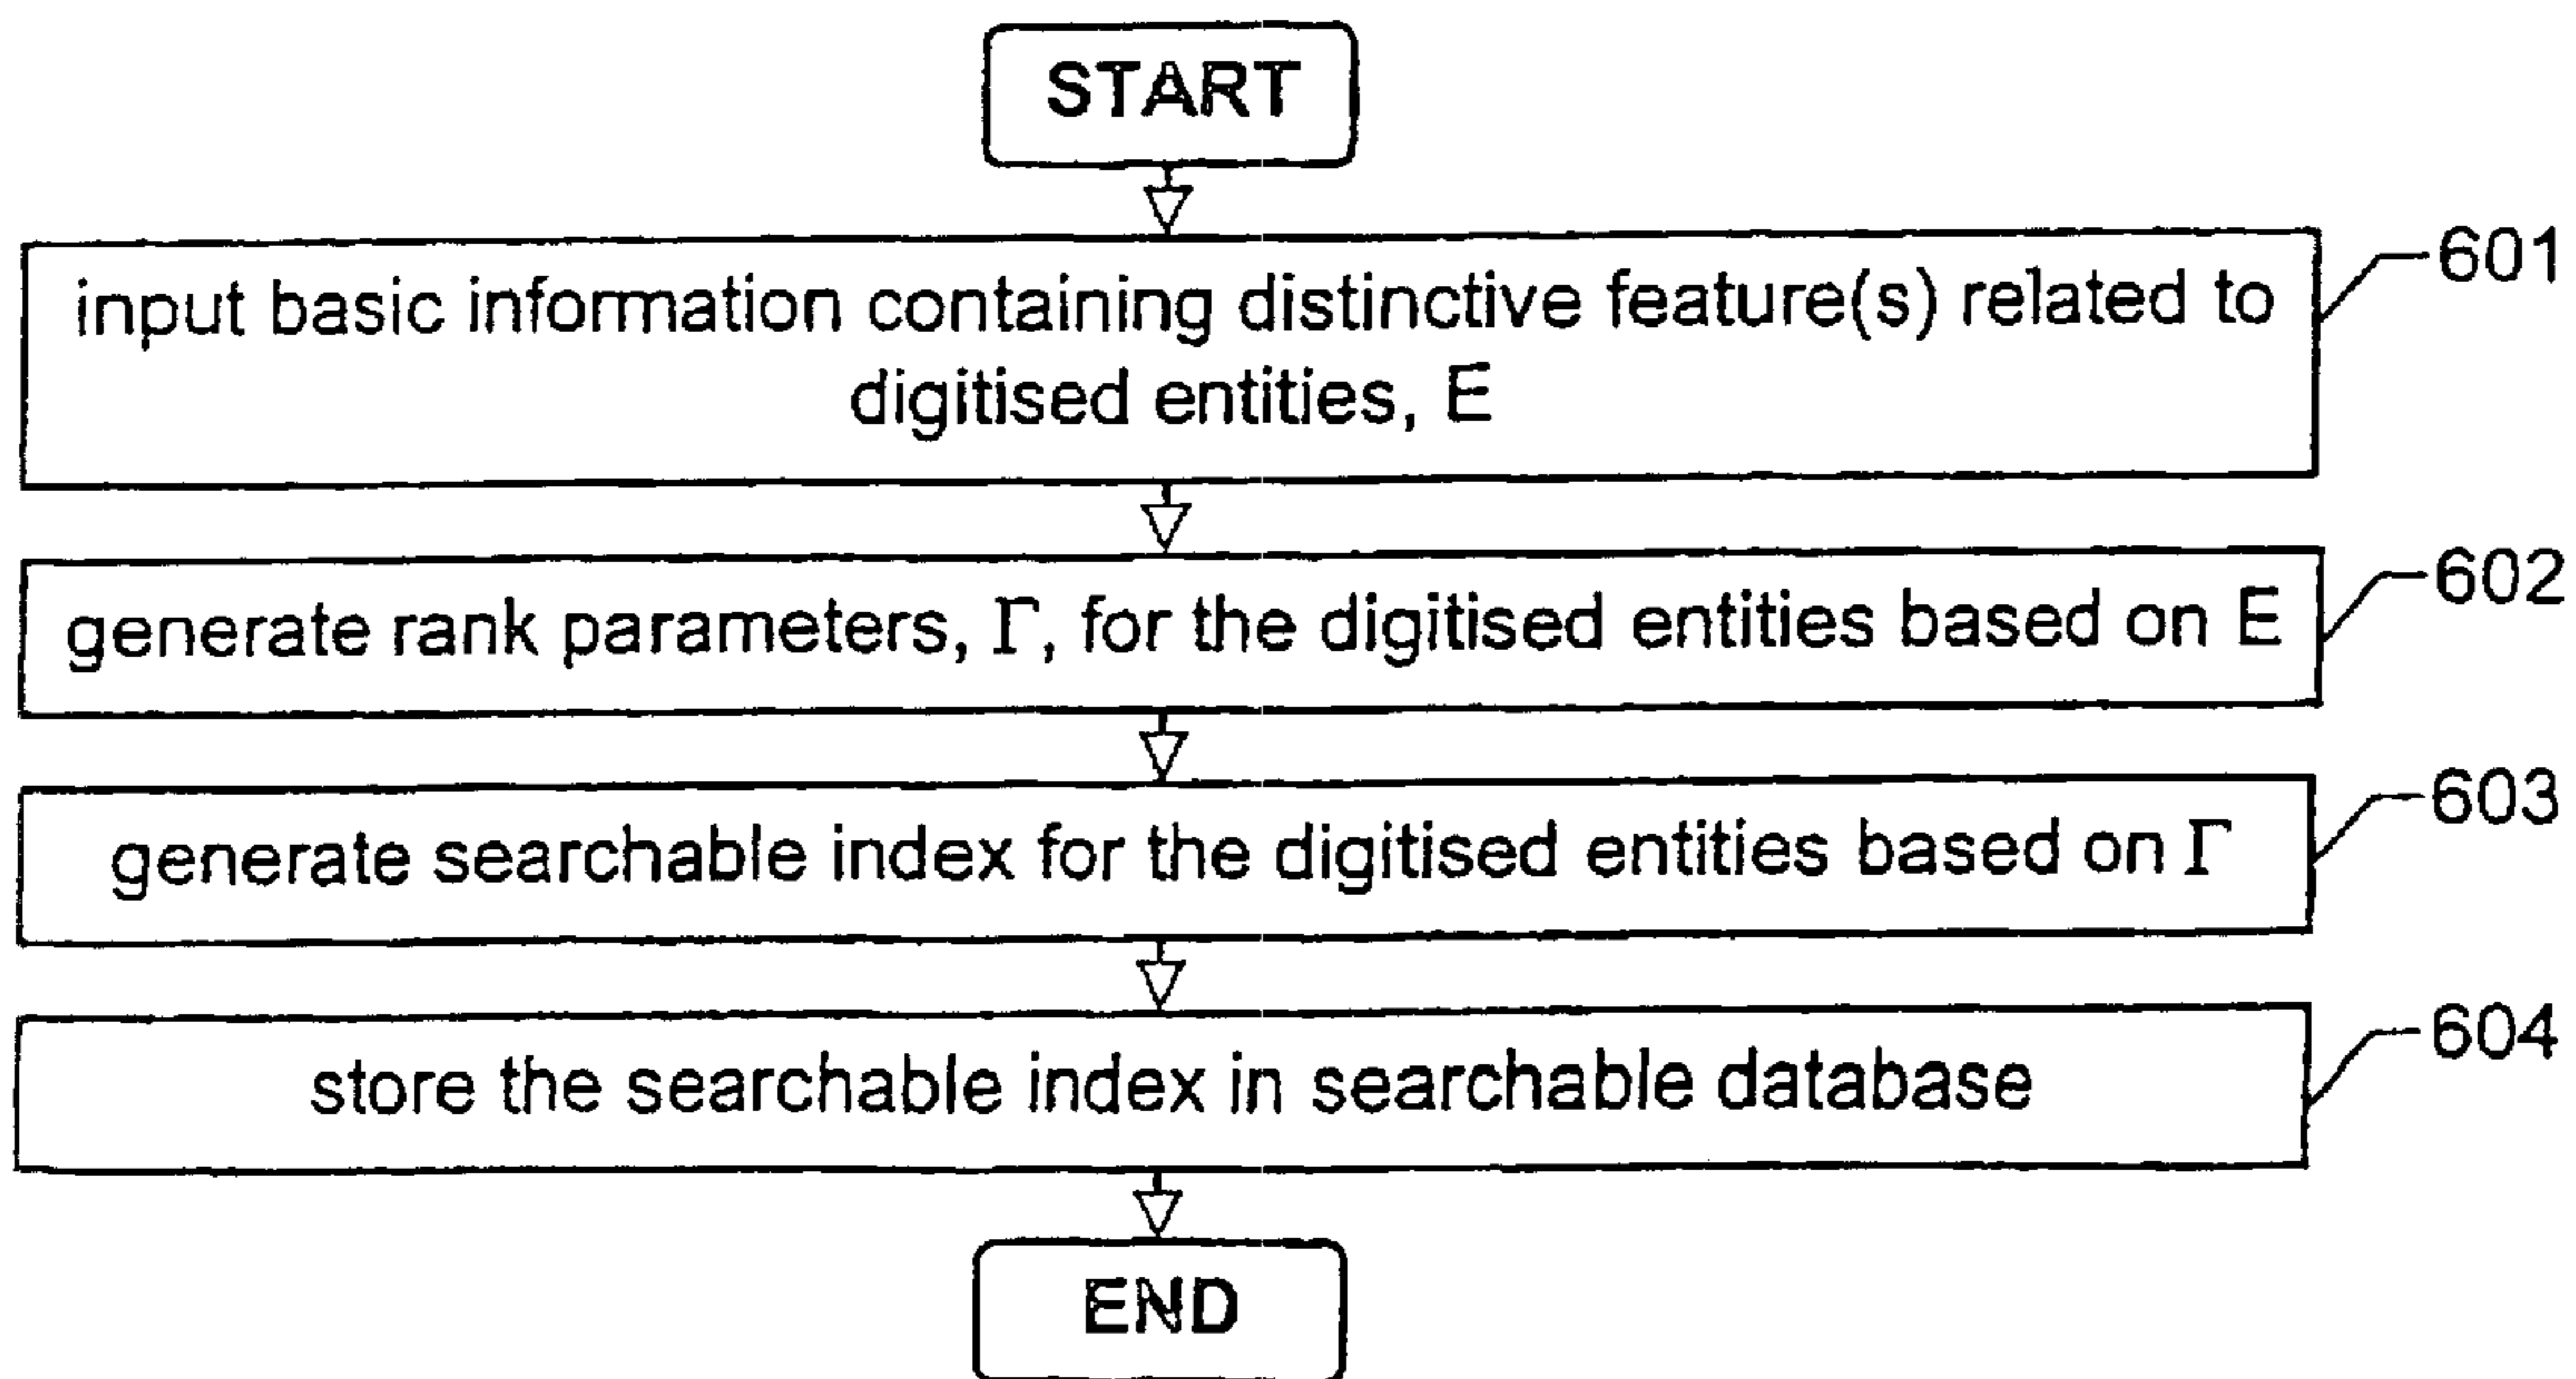 START
input basic information containing distinctive feature(s) related to
digitised entities, E
601
generate rank parameters, Γ, for the digitised entities based on E
602
generate searchable index for the digitised entities based on Γ
603
store the searchable index in searchable database
604
END